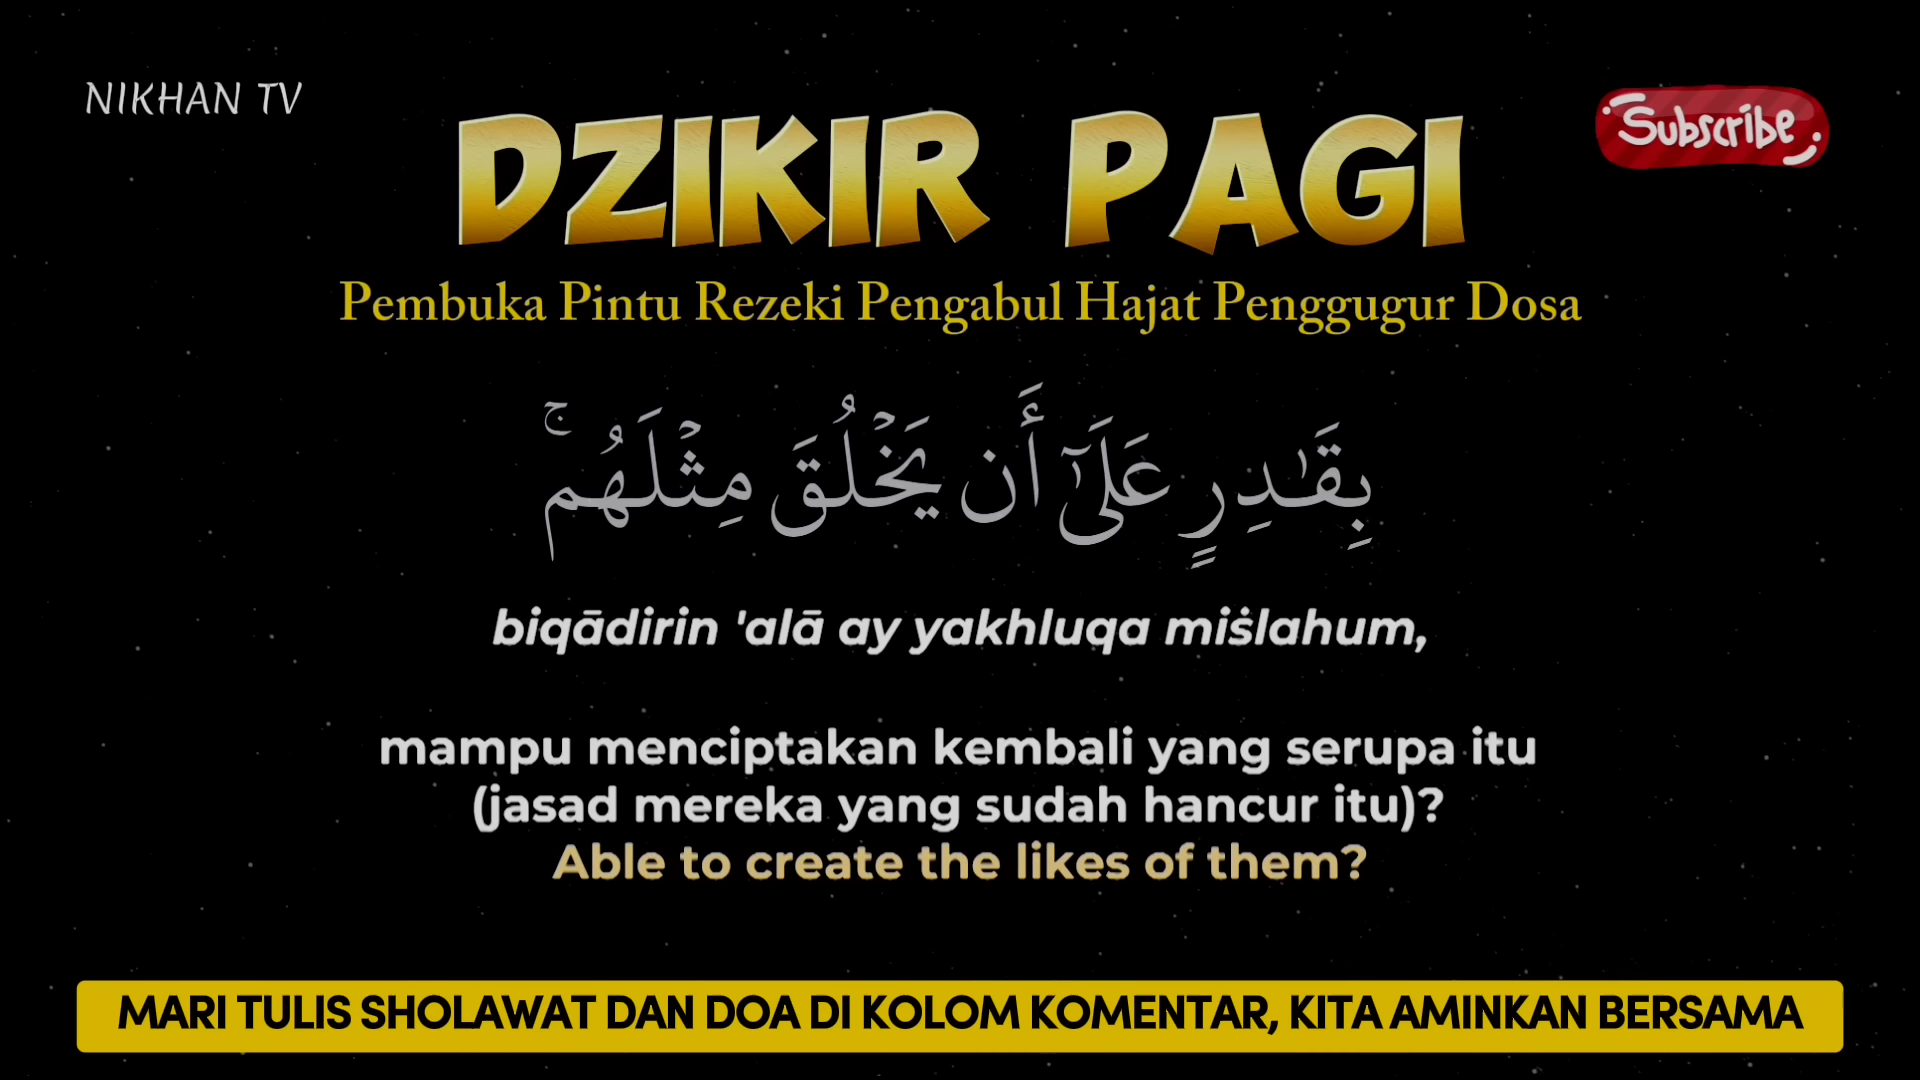 NIKHAN TV
Subscribe
DZIKIR PAGI
Pembuka Pintu Rezeki Pengabul Hajat Penggugur Dosa
بِقَـٰدِرٍ عَلَىٰٓ أَن يَخْلُقَ مِثْلَهُم ۚ
biqādirin 'alā ay yakhluqa miṡlahum,
mampu menciptakan kembali yang serupa itu
(jasad mereka yang sudah hancur itu)?
Able to create the likes of them?
MARI TULIS SHOLAWAT DAN DOA DI KOLOM KOMENTAR, KITA AMINKAN BERSAMA